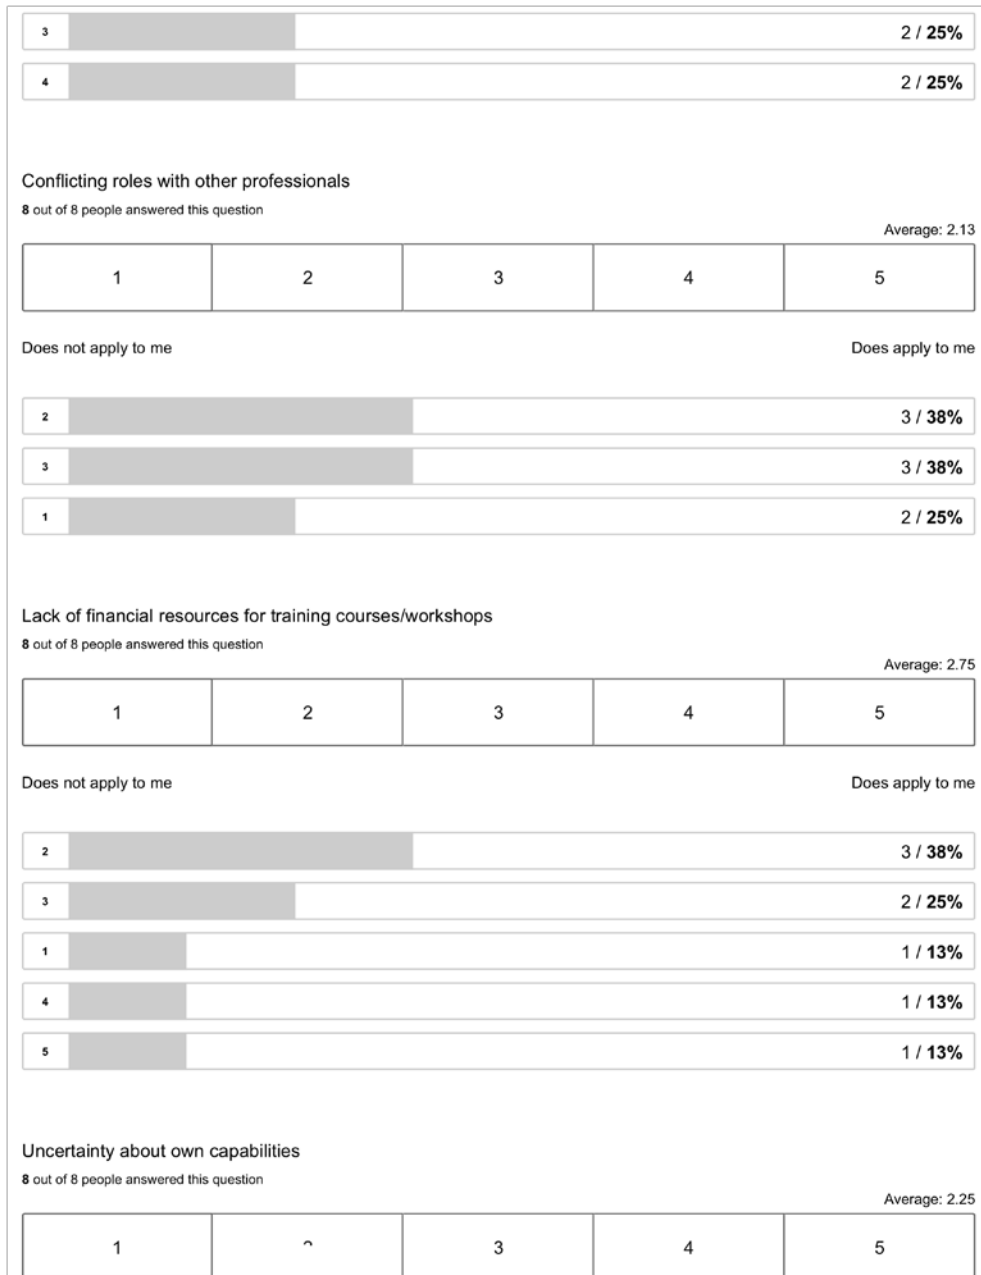 3 2 / 25%
4 2 / 25%
Conflicting roles with other professionals
8 out of 8 people answered this question
Average: 2.13
1 2 3 4 5
Does not apply to me Does apply to me
2 3 / 38%
3 3 / 38%
1 2 / 25%
Lack of financial resources for training courses/workshops
8 out of 8 people answered this question
Average: 2.75
1 2 3 4 5
Does not apply to me Does apply to me
2 3 / 38%
3 2 / 25%
1 1 / 13%
4 1 / 13%
5 1 / 13%
Uncertainty about own capabilities
8 out of 8 people answered this question
Average: 2.25
1 3 4 5